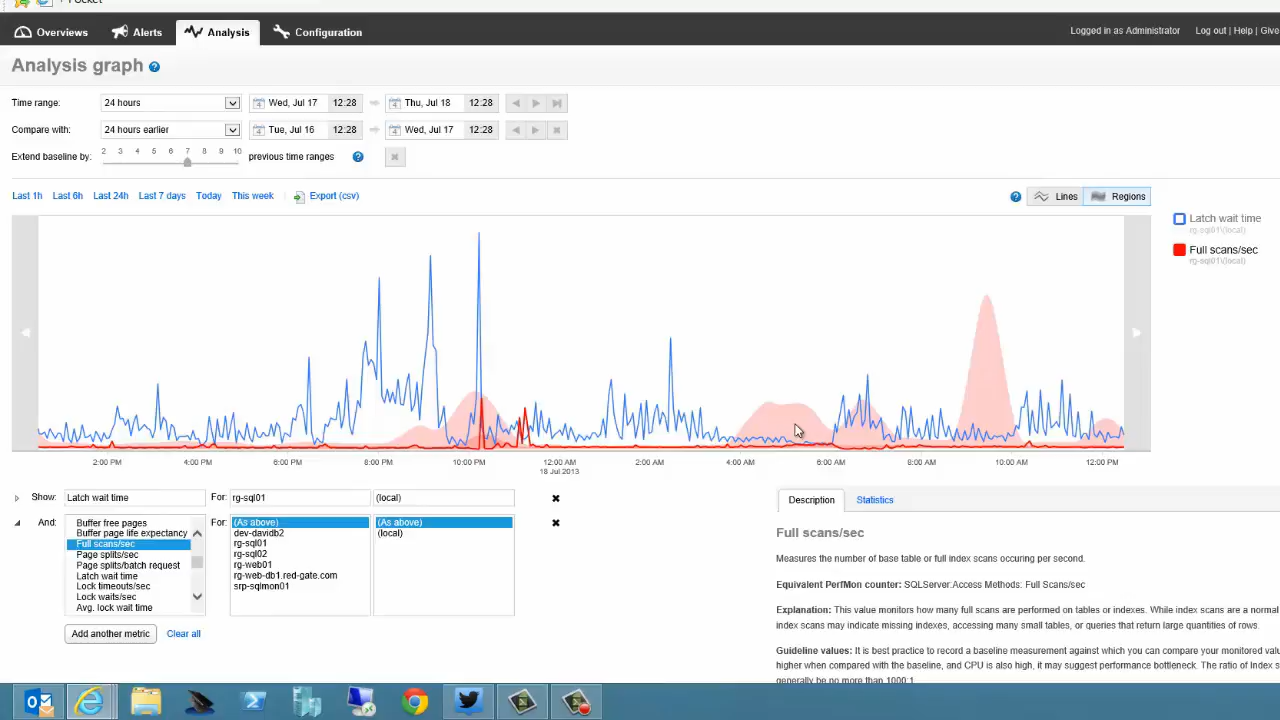 Pocket
Overviews Alerts Analysis Configuration Logged in as Administrator Log out | Help | Give
Analysis graph ?
Time range: 24 hours Wed, Jul 17 12:28 Thu, Jul 18 12:28
Compare with: 24 hours earlier Tue, Jul 16 12:28 Wed, Jul 17 12:28
2 3 4 5 6 7 8 9 10
Extend baseline by: previous time ranges ?
Last 1h Last 6h Last 24h Last 7 days Today This week Export (csv) ? Lines Regions
Latch wait time
rg-sql01\(local)
Full scans/sec
rg-sql01\(local)
2:00 PM 4:00 PM 6:00 PM 8:00 PM 10:00 PM 12:00 AM 2:00 AM 4:00 AM 6:00 AM 8:00 AM 10:00 AM 12:00 PM
18 Jul 2013
Show: Latch wait time For: rg-sql01 (local)
And: For:
Buffer free pages
Buffer page life expectancy
Full scans/sec
Page splits/sec
Page splits/batch request
Latch wait time
Lock timeouts/sec
Lock waits/sec
Avg. lock wait time
(As above)
dev-davidb2
rg-sql01
rg-sql02
rg-web01
rg-web-db1.red-gate.com
srp-sqlmon01
(As above)
(local)
Add another metric Clear all
Description Statistics
Full scans/sec
Measures the number of base table or full index scans occuring per second.
Equivalent PerfMon counter: SQLServer:Access Methods: Full Scans/sec
Explanation: This value monitors how many full scans are performed on tables or indexes. While index scans are a normal
index scans may indicate missing indexes, accessing many small tables, or queries that return large quantities of rows.
Guideline values: It is best practice to record a baseline measurement against which you can compare your monitored valu
higher when compared with the baseline, and CPU is also high, it may suggest performance bottleneck. The ratio of Index s
generally be no more than 1000:1